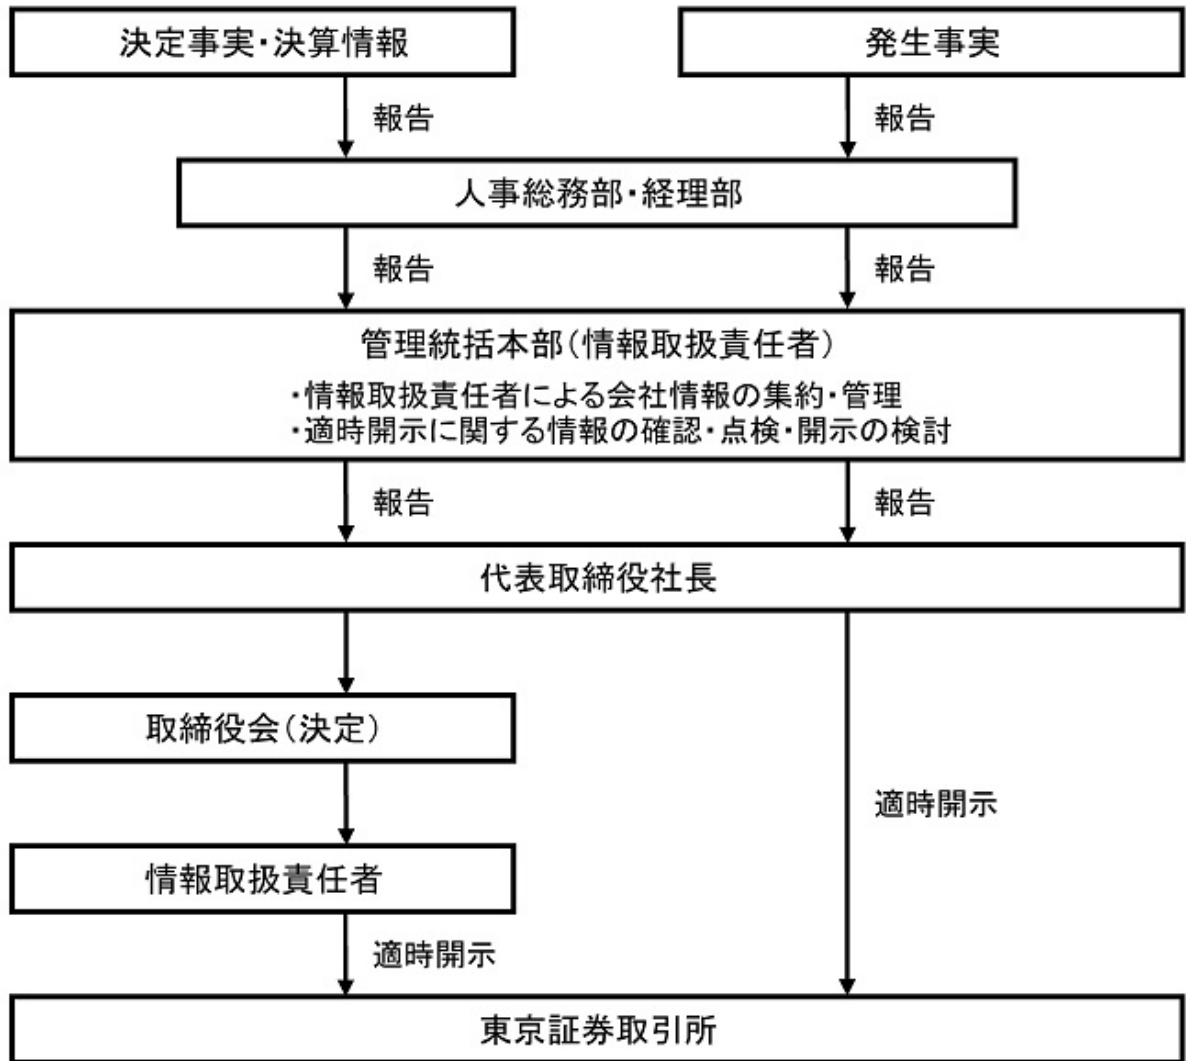 決定事実・決算情報
発生事実
報告
報告
人事総務部・経理部
報告
報告
管理統括本部(情報取扱責任者)
・情報取扱責任者による会社情報の集約・管理
・適時開示に関する情報の確認・点検・開示の検討
報告
報告
代表取締役社長
取締役会(決定)
適時開示
情報取扱責任者
適時開示
東京証券取引所